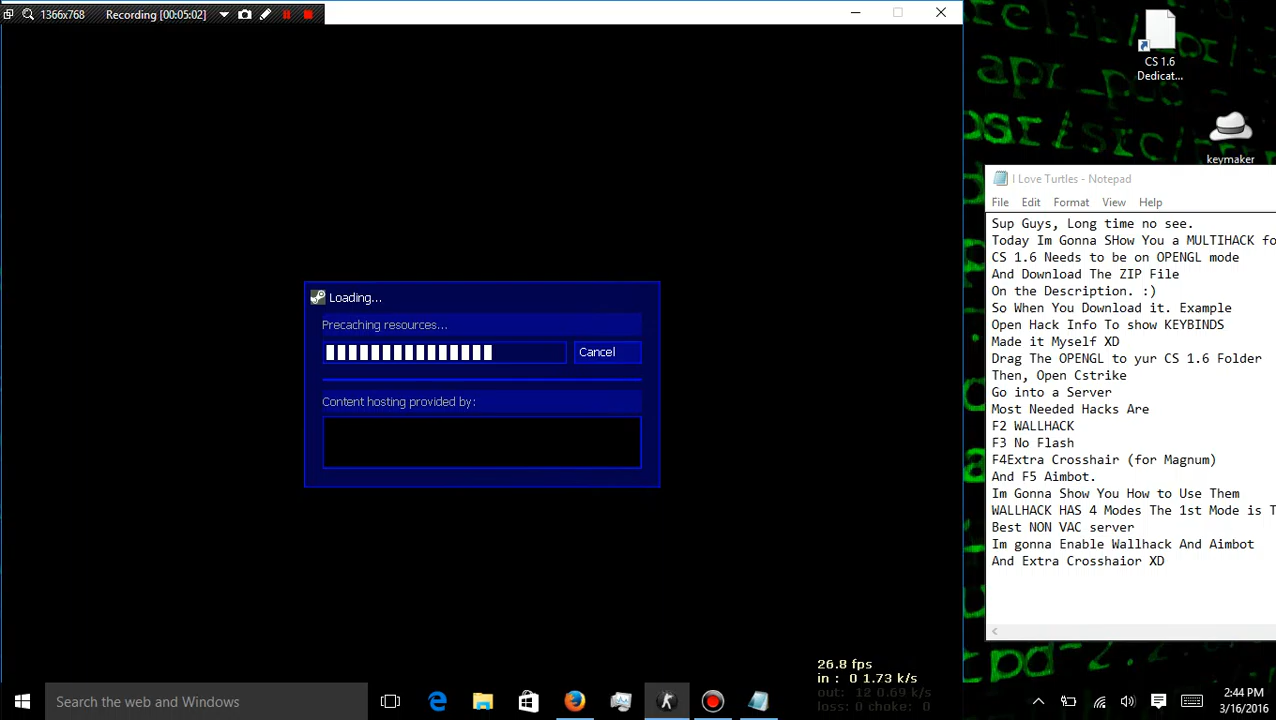 1366x768 Recording [00:05:02]
CS 1.6
Dedicat...
keymaker
Loading...
Precaching resources...
Cancel
Content hosting provided by:
26.8 fps
in : 0 1.73 k/s
out: 12 0.69 k/s
loss: 0 choke: 0
I Love Turtles - Notepad
File Edit Format View Help
Sup Guys, Long time no see.
Today Im Gonna SHow You a MULTIHACK fo
CS 1.6 Needs to be on OPENGL mode
And Download The ZIP File
On the Description. :)
So When You Download it. Example
Open Hack Info To show KEYBINDS
Made it Myself XD
Drag The OPENGL to yur CS 1.6 Folder
Then, Open Cstrike
Go into a Server
Most Needed Hacks Are
F2 WALLHACK
F3 No Flash
F4Extra Crosshair (for Magnum)
And F5 Aimbot.
Im Gonna Show You How to Use Them
WALLHACK HAS 4 Modes The 1st Mode is T
Best NON VAC server
Im gonna Enable Wallhack And Aimbot
And Extra Crosshaior XD
Search the web and Windows
2:44 PM
3/16/2016